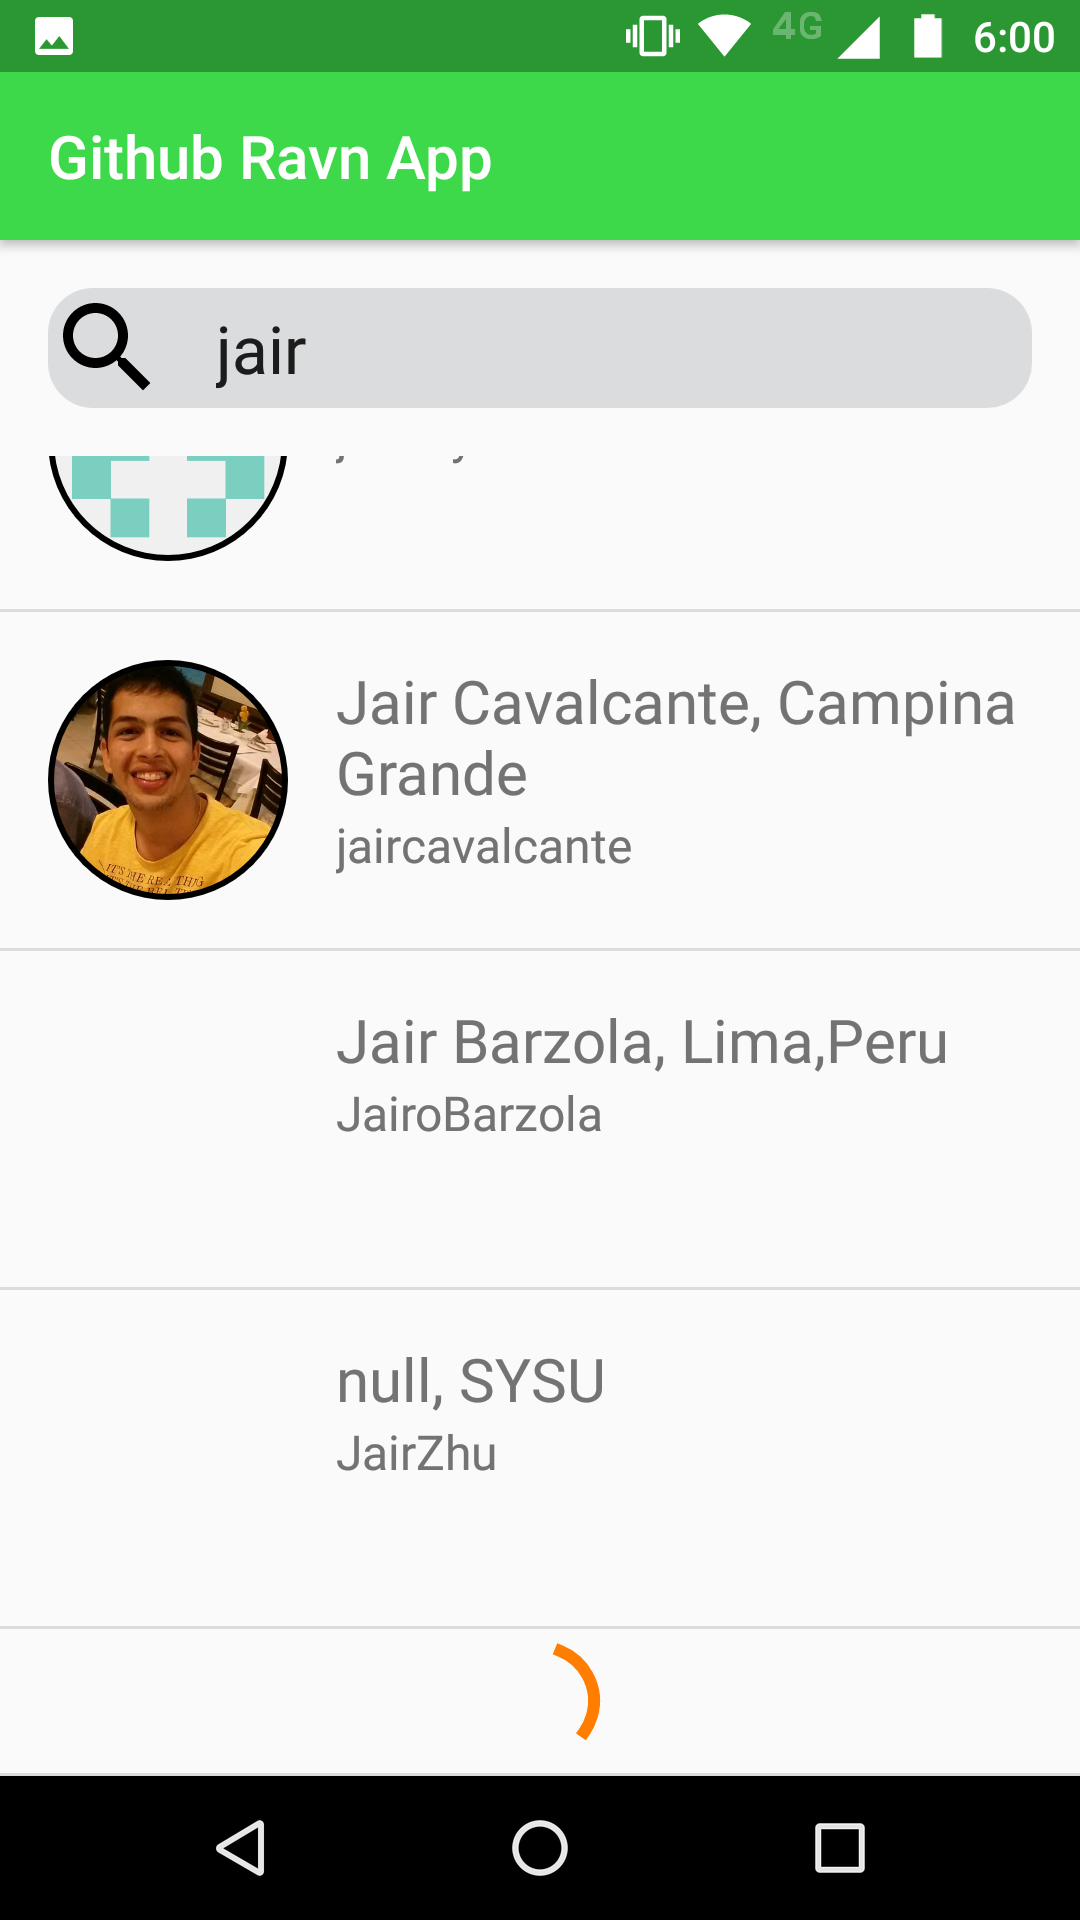 4G 6:00
Github Ravn App
jair
Jair Cavalcante, Campina
Grande
jaircavalcante
Jair Barzola, Lima,Peru
JairoBarzola
null, SYSU
JairZhu